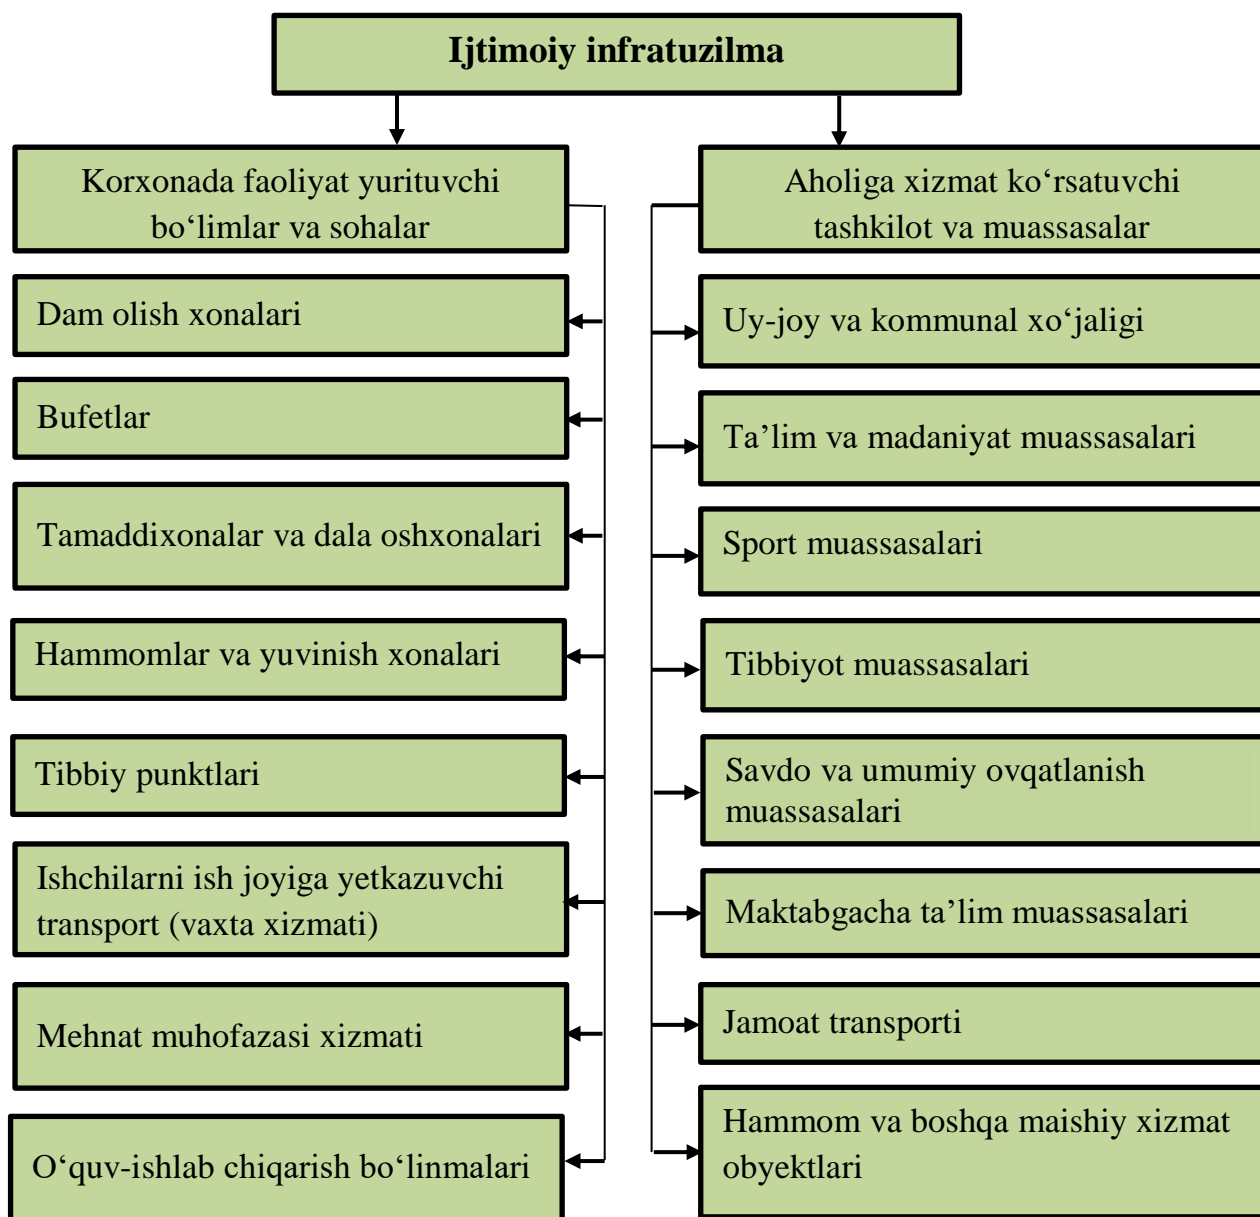 Ijtimoiy infratuzilma
Korxonada faoliyat yurituvchi
bo‘limlar va sohalar
Dam olish xonalari
Bufetlar
Tamaddixonalar va dala oshxonalari
Hammomlar va yuvinish xonalari
Tibbiy punktlari
Ishchilarni ish joyiga yetkazuvchi
transport (vaxta xizmati)
Mehnat muhofazasi xizmati
O‘quv-ishlab chiqarish bo‘linmalari
Aholiga xizmat ko‘rsatuvchi
tashkilot va muassasalar
Uy-joy va kommunal xo‘jaligi
Ta’lim va madaniyat muassasalari
Sport muassasalari
Tibbiyot muassasalari
Savdo va umumiy ovqatlanish
muassasalari
Maktabgacha ta’lim muassasalari
Jamoat transporti
Hammom va boshqa maishiy xizmat
obyektlari